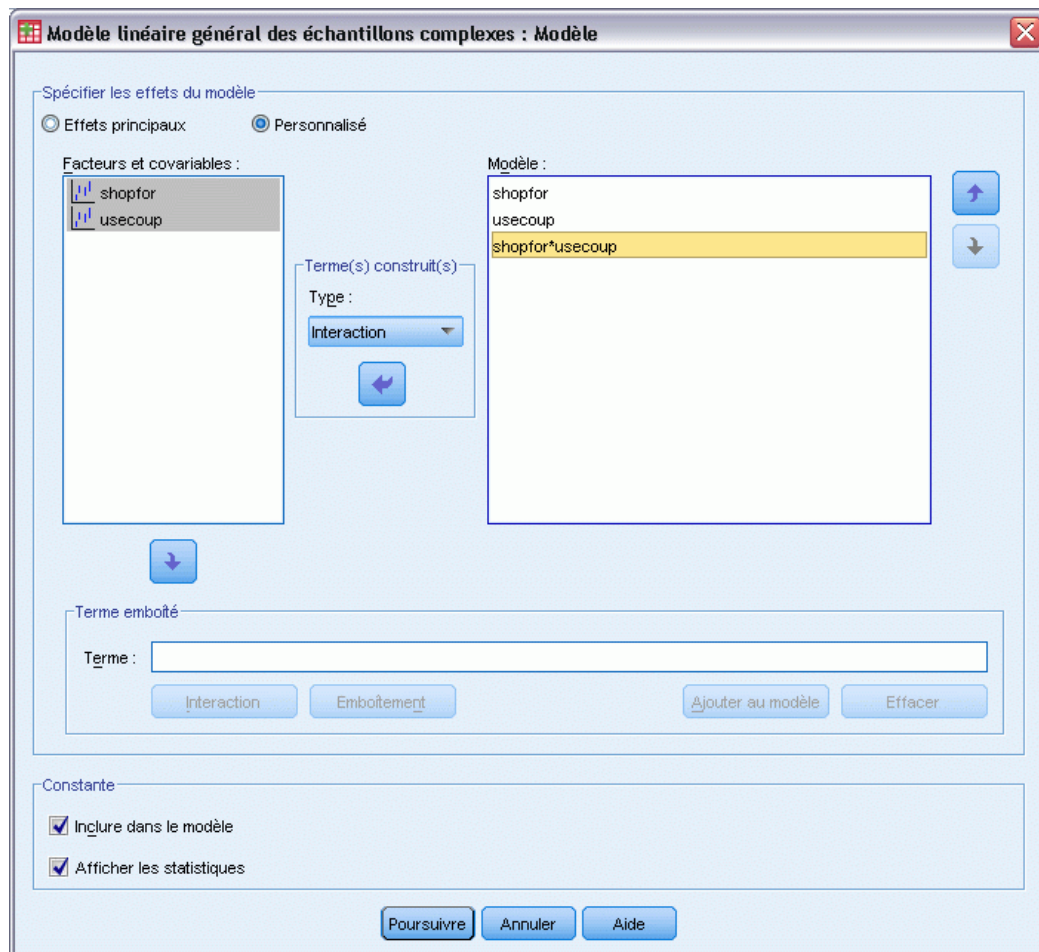 Modèle linéaire général des échantillons complexes : Modèle
Spécifier les effets du modèle
Effets principaux
Personnalisé
Facteurs et covariables :
shopfor
usecoup
Terme(s) construit(s)
Type :
Interaction
Modèle :
shopfor
usecoup
shopfor*usecoup
Terme emboîté
Terme :
Interaction
Emboîtement
Ajouter au modèle
Effacer
Constante
Inclure dans le modèle
Afficher les statistiques
Poursuivre
Annuler
Aide